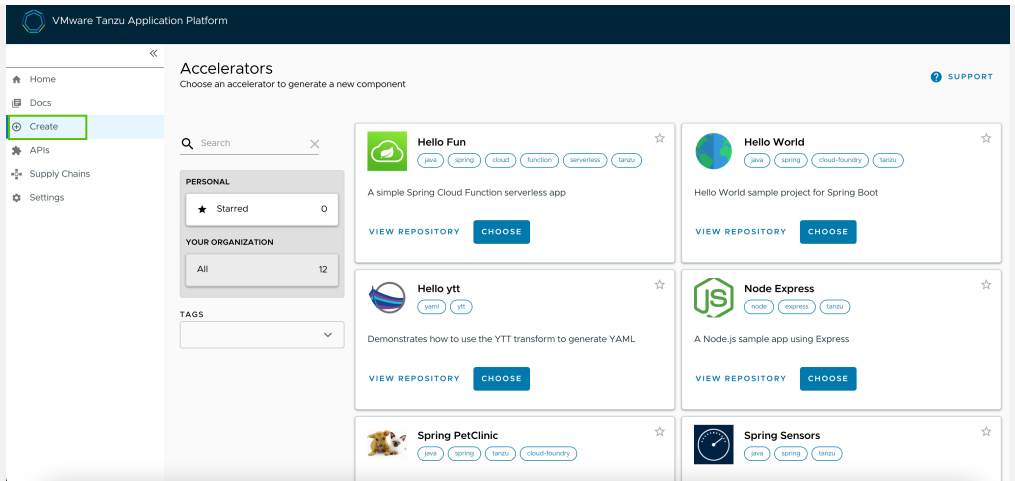 VMware Tanzu Application Platform
«
Home
Docs
Create
APIs
Supply Chains
Settings
Accelerators
Choose an accelerator to generate a new component
? SUPPORT
Search
PERSONAL
Starred 0
YOUR ORGANIZATION
All 12
TAGS
Hello Fun
java spring cloud function serverless tanzu
A simple Spring Cloud Function serverless app
VIEW REPOSITORY CHOOSE
Hello World
java spring cloud-foundry tanzu
Hello World sample project for Spring Boot
VIEW REPOSITORY CHOOSE
Hello ytt
yaml ytt
Demonstrates how to use the YTT transform to generate YAML
VIEW REPOSITORY CHOOSE
JS
Node Express
node express tanzu
A Node.js sample app using Express
VIEW REPOSITORY CHOOSE
Spring PetClinic
java spring tanzu cloud-foundry
Spring Sensors
java spring tanzu